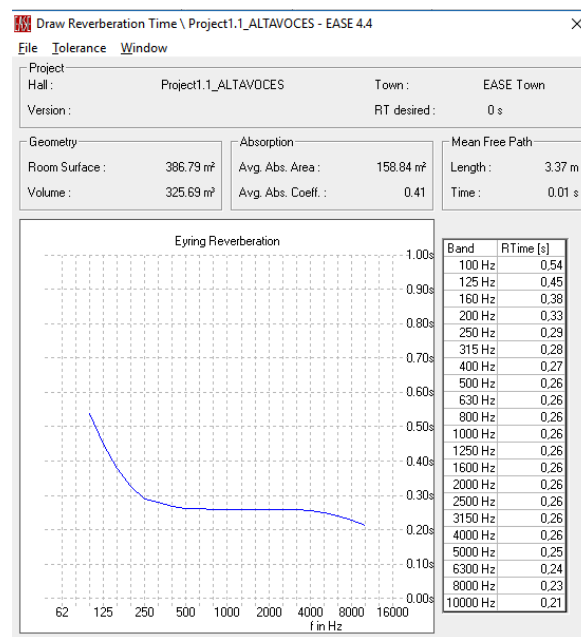 EASE Draw Reverberation Time \ Project1.1_ALTAVOCES - EASE 4.4
File Tolerance Window
Project
Hall : Project1.1_ALTAVOCES Town : EASE Town
Version : RT desired : 0 s
Geometry Absorption Mean Free Path
Room Surface : 386.79 m² Avg. Abs. Area : 158.84 m² Length : 3.37 m
Volume : 325.69 m³ Avg. Abs. Coeff. : 0.41 Time : 0.01 s
Eyring Reverberation
1.00s
0.90s
0.80s
0.70s
0.60s
0.50s
0.40s
0.30s
0.20s
0.10s
0.00s
62 125 250 500 1000 2000 4000 8000 16000
f in Hz
Band RTime [s]
100 Hz 0,54
125 Hz 0,45
160 Hz 0,38
200 Hz 0,33
250 Hz 0,29
315 Hz 0,28
400 Hz 0,27
500 Hz 0,26
630 Hz 0,26
800 Hz 0,26
1000 Hz 0,26
1250 Hz 0,26
1600 Hz 0,26
2000 Hz 0,26
2500 Hz 0,26
3150 Hz 0,26
4000 Hz 0,26
5000 Hz 0,25
6300 Hz 0,24
8000 Hz 0,23
10000 Hz 0,21